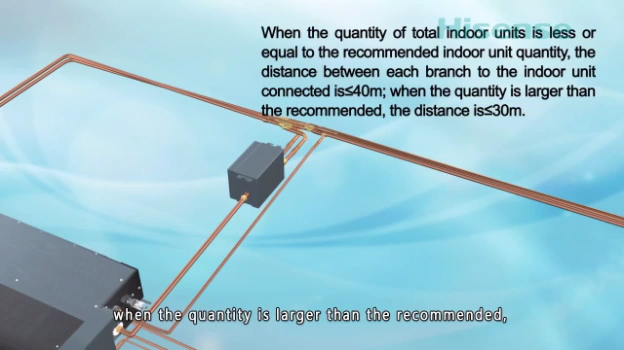 Hisense
When the quantity of total indoor units is less or
equal to the recommended indoor unit quantity, the
distance between each branch to the indoor unit
connected is≤40m; when the quantity is larger than
the recommended, the distance is≤30m.
when the quantity is larger than the recommended,